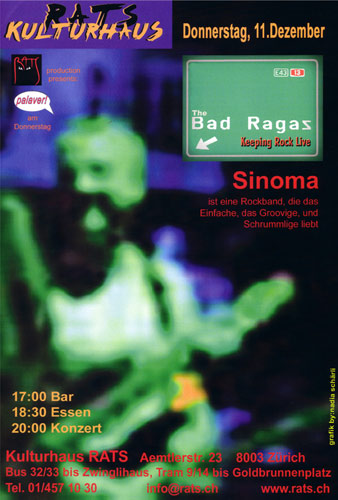 RATS
KULTURHAUS
Donnerstag, 11.Dezember
RATS
production
presents..
palaver!
am
Donnerstag
E43 13
The
Bad Ragaz
Keeping Rock Live
Sinoma
ist eine Rockband, die das
Einfache, das Groovige, und
Schrummlige liebt
17:00 Bar
18:30 Essen
20:00 Konzert
grafik by:nadia schärli
Kulturhaus RATS Aemtlerstr. 23 8003 Zürich
Bus 32/33 bis Zwinglihaus, Tram 9/14 bis Goldbrunnenplatz
Tel. 01/457 10 30 info@rats.ch www.rats.ch